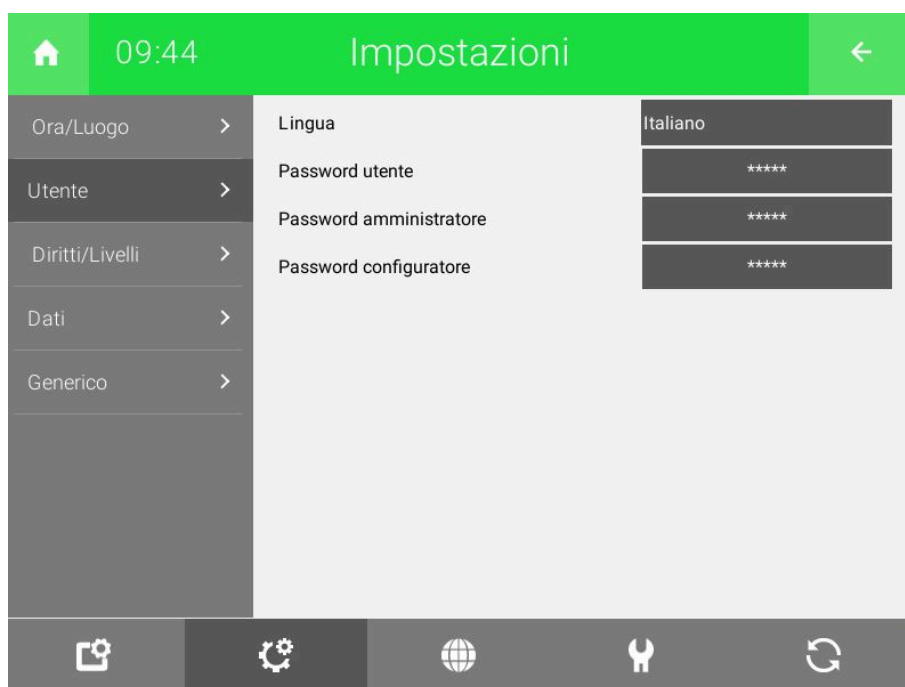 09:44 Impostazioni
Ora/Luogo
Utente
Diritti/Livelli
Dati
Generico
Lingua Italiano
Password utente *****
Password amministratore *****
Password configuratore *****